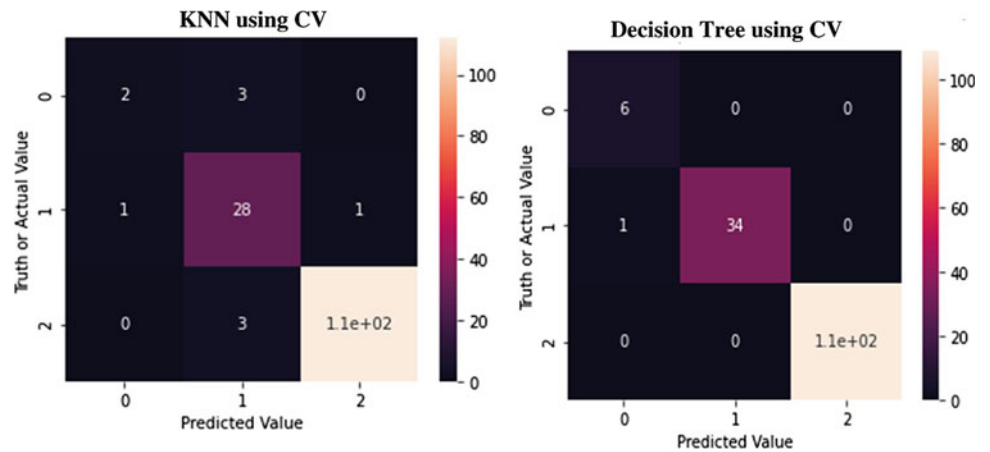 KNN using CV
0
1
2
Truth or Actual Value
2 3 0
1 28 1
0 3 1.1e+02
0 1 2
Predicted Value
100
80
60
40
20
0
Decision Tree using CV
0
1
2
Truth or Actual Value
6 0 0
1 34 0
0 0 1.1e+02
0 1 2
Predicted Value
100
80
60
40
20
0